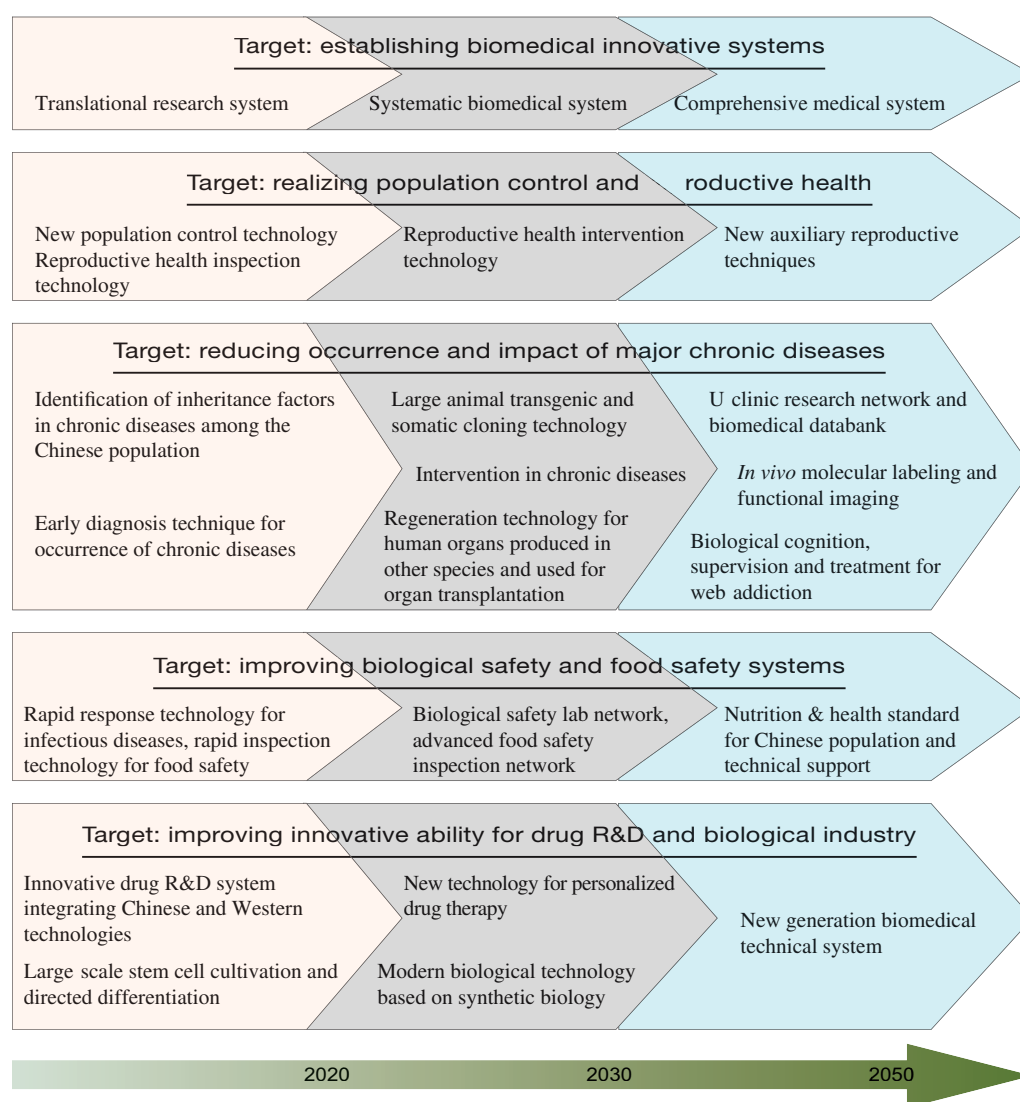 Target: establishing biomedical innovative systems
Translational research system
Systematic biomedical system
Comprehensive medical system
Target: realizing population control and roductive health
New population control technology
Reproductive health inspection
technology
Reproductive health intervention
technology
New auxiliary reproductive
techniques
Target: reducing occurrence and impact of major chronic diseases
Identification of inheritance factors
in chronic diseases among the
Chinese population
Early diagnosis technique for
occurrence of chronic diseases
Large animal transgenic and
somatic cloning technology
Intervention in chronic diseases
Regeneration technology for
human organs produced in
other species and used for
organ transplantation
U clinic research network and
biomedical databank
In vivo molecular labeling and
functional imaging
Biological cognition,
supervision and treatment for
web addiction
Target: improving biological safety and food safety systems
Rapid response technology for
infectious diseases, rapid inspection
technology for food safety
Biological safety lab network,
advanced food safety
inspection network
Nutrition & health standard
for Chinese population and
technical support
Target: improving innovative ability for drug R&D and biological industry
Innovative drug R&D system
integrating Chinese and Western
technologies
Large scale stem cell cultivation and
directed differentiation
New technology for personalized
drug therapy
Modern biological technology
based on synthetic biology
New generation biomedical
technical system
2020
2030
2050